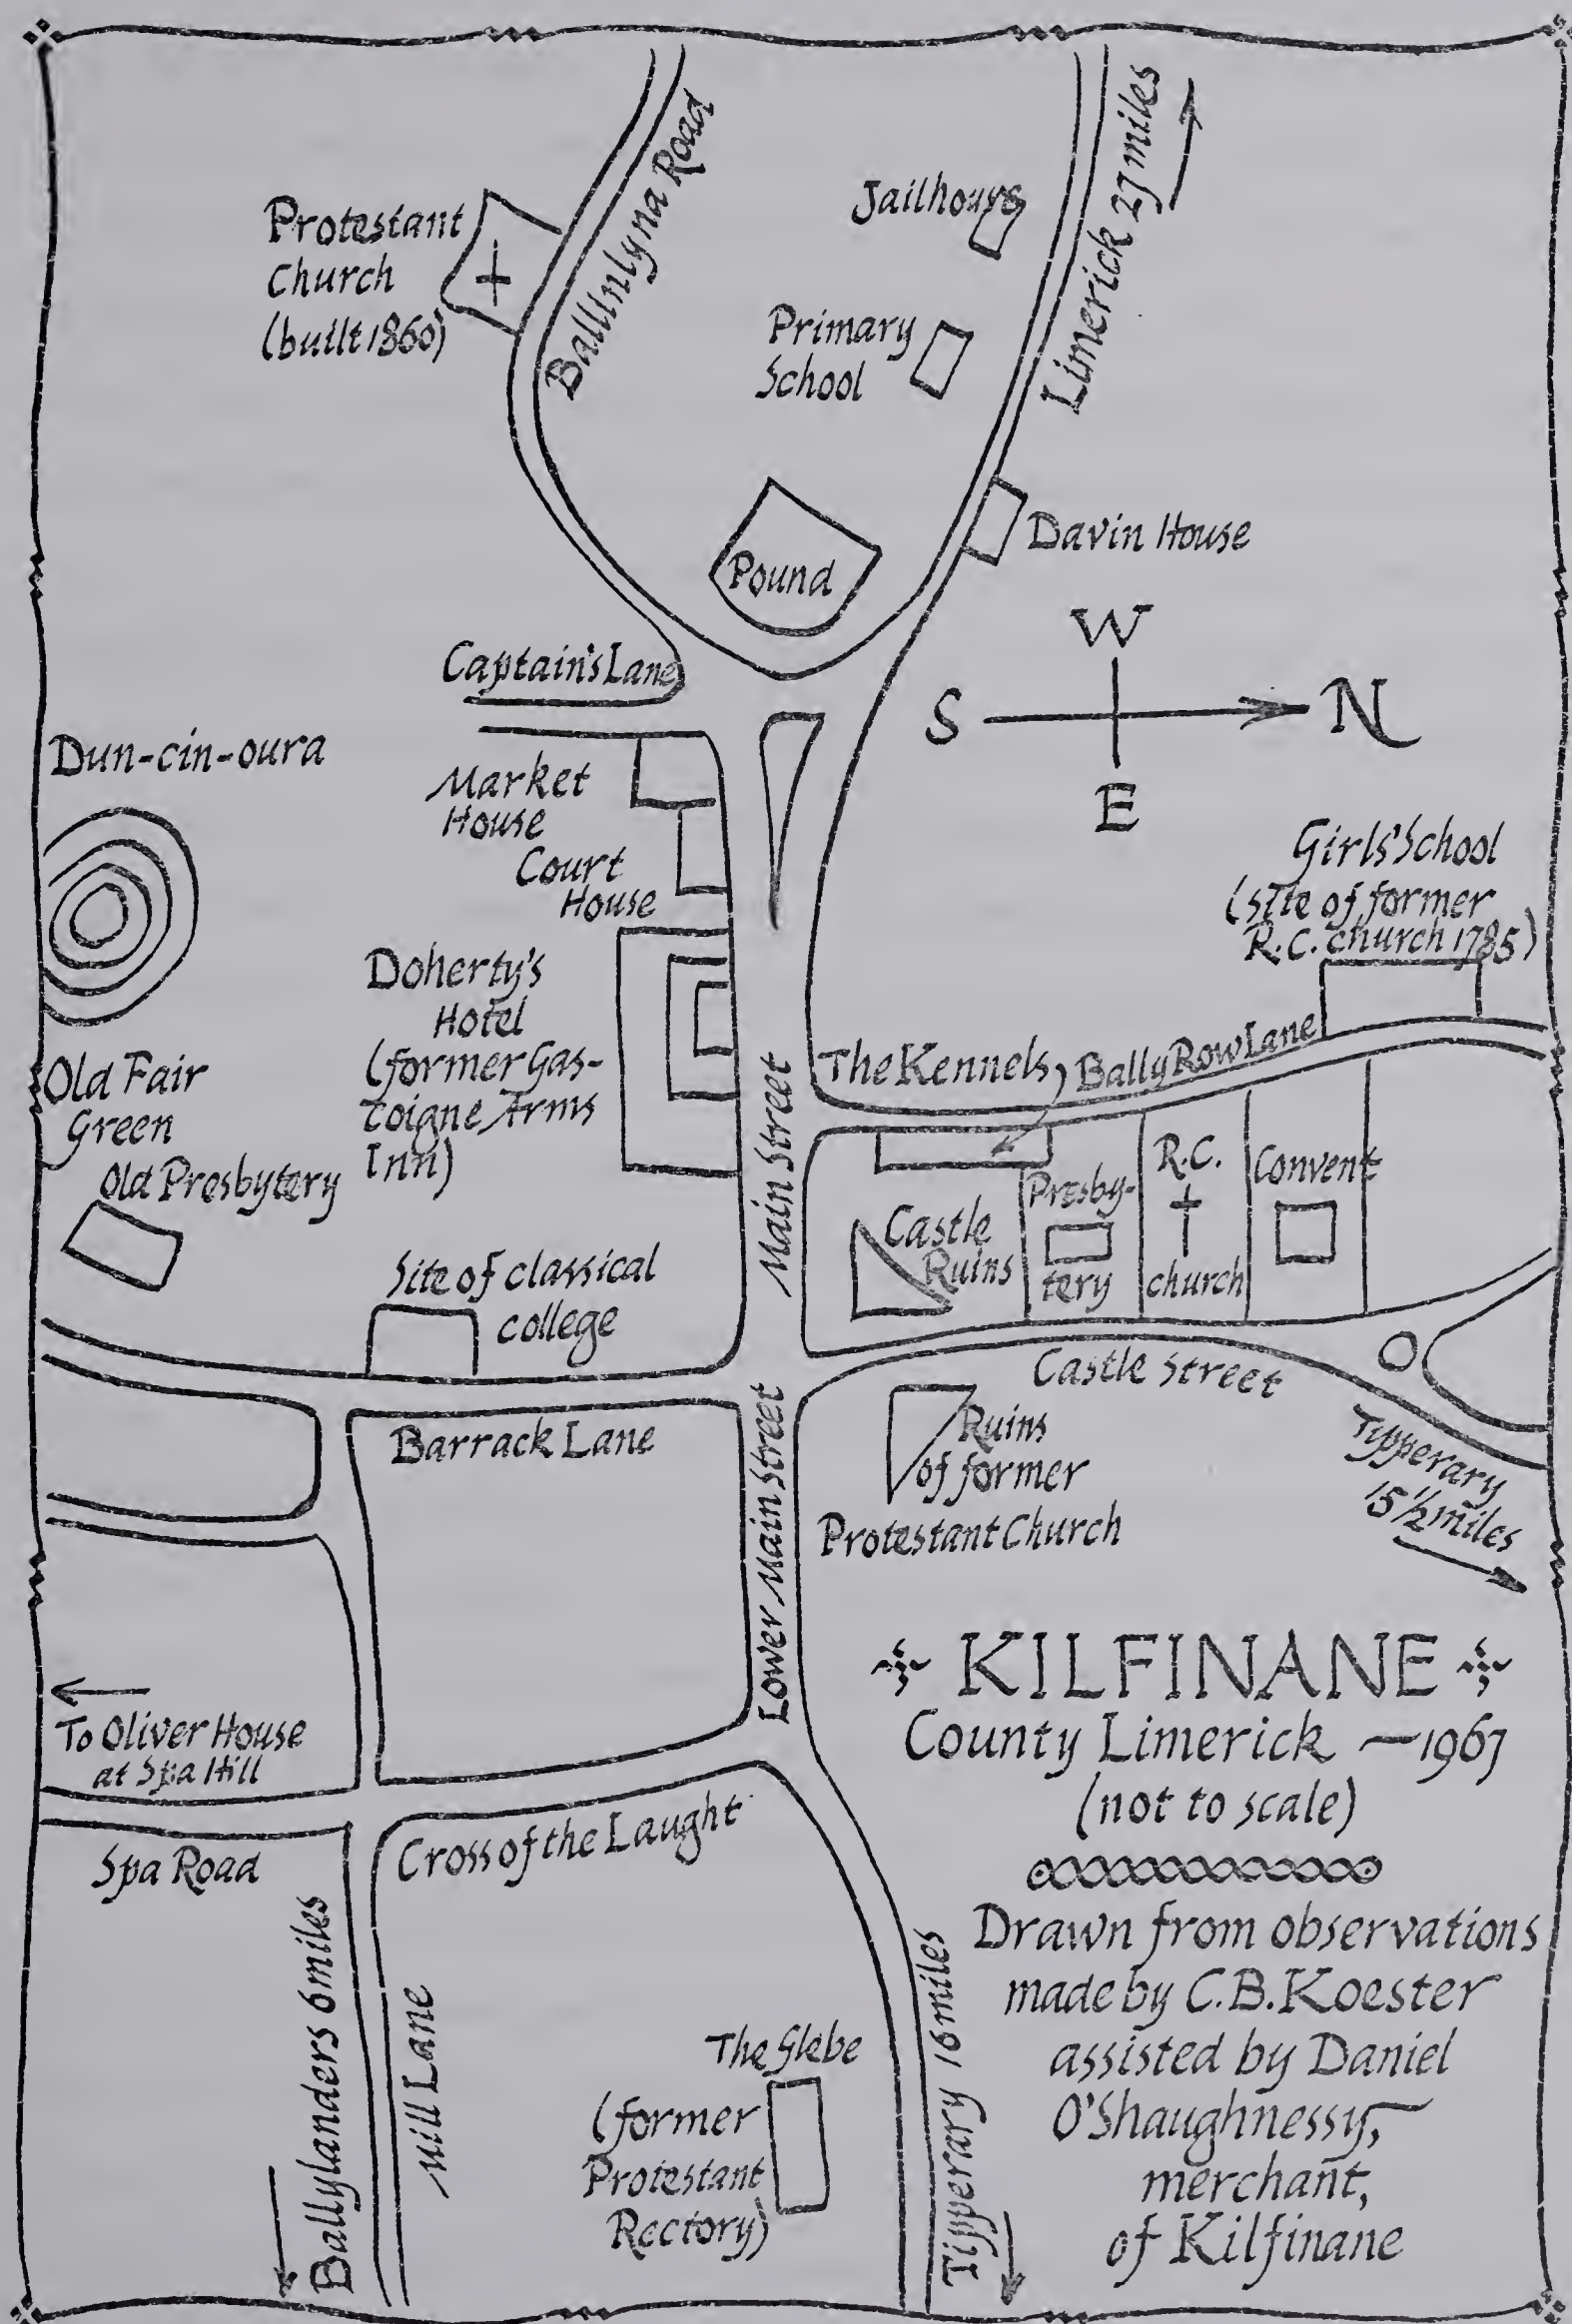 Ballinlyna Road
Limerick 27 miles
Jailhouse
Protestant
Church
(built 1860)
Primary
School
Davin House
Pound
Captain's Lane
W
S
N
E
Dun-cin-oura
Market
House
Court
House
Girls' School
(site of former
R.C. church 1785)
Doherty's
Hotel
(former Gas-
coigne Arms
Inn)
Old Fair
Green
Old Presbytery
Main Street
The Kennels
Bally Row Lane
Castle
Ruins
Presby-
tery
R.C.
church
Convent
Site of classical
college
Castle Street
Barrack Lane
Lower Main Street
Ruins
of former
Protestant Church
Tipperary
15 1/2 miles
KILFINANE
County Limerick — 1967
(not to scale)
To Oliver House
at Spa Hill
Spa Road
Cross of the Laught
Ballylanders 6 miles
Mill Lane
The Glebe
(former
Protestant
Rectory)
Tipperary 16 miles
Drawn from observations
made by C.B. Koester
assisted by Daniel
O'Shaughnessy,
merchant,
of Kilfinane